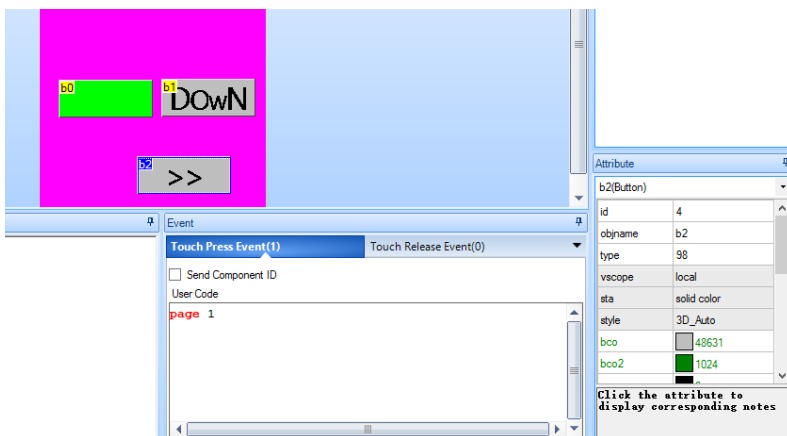 b0
b1
DOwN
b2
>>
Attribute
b2(Button)
id 4
objname b2
type 98
vscope local
sta solid color
style 3D_Auto
bco 48631
bco2 1024
Click the attribute to
display corresponding notes
Event
Touch Press Event(1) Touch Release Event(0)
Send Component ID
User Code
page 1